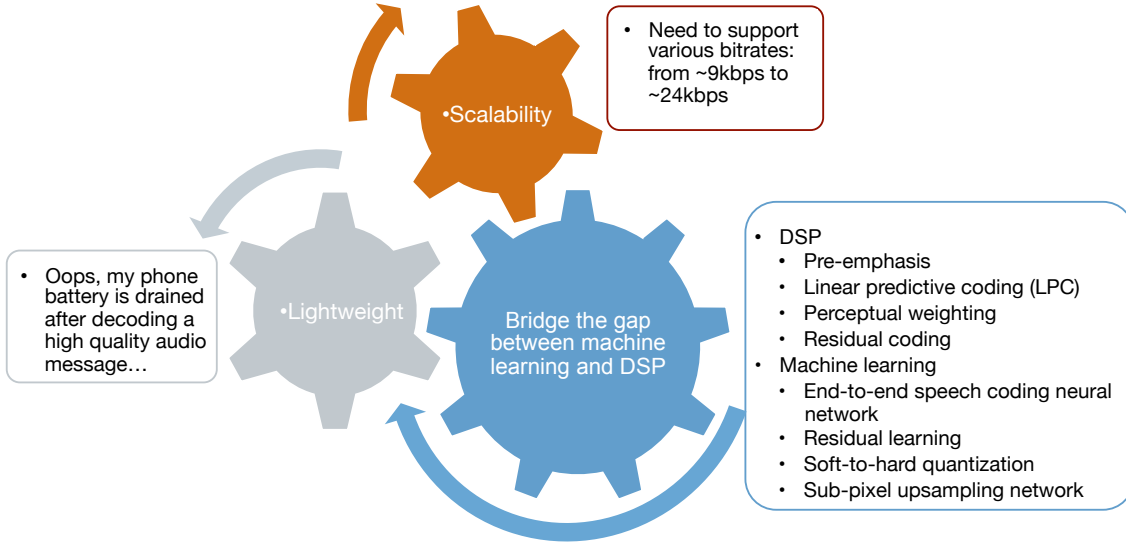 • Need to support
various bitrates:
from ~9kbps to
~24kbps
•Scalability
• Oops, my phone
battery is drained
after decoding a
high quality audio
message…
•Lightweight
Bridge the gap
between machine
learning and DSP
• DSP
• Pre-emphasis
• Linear predictive coding (LPC)
• Perceptual weighting
• Residual coding
• Machine learning
• End-to-end speech coding neural
network
• Residual learning
• Soft-to-hard quantization
• Sub-pixel upsampling network